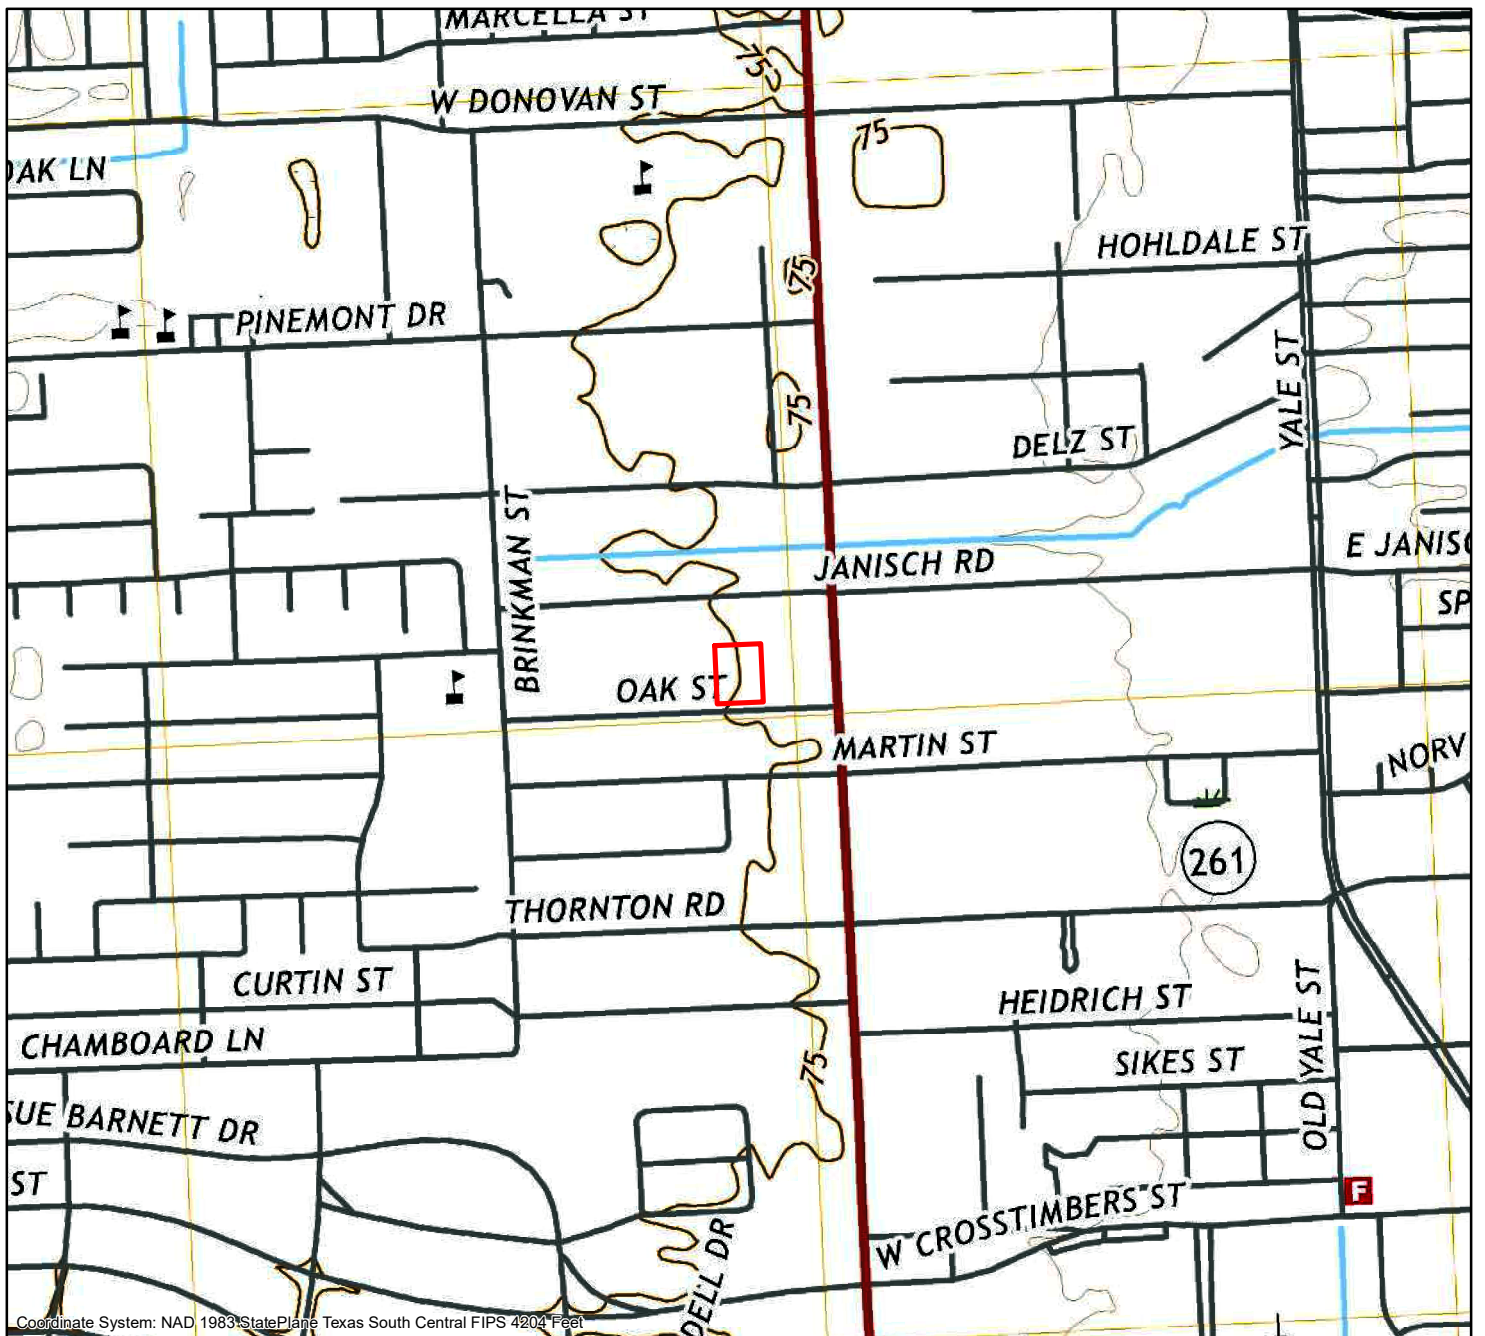 MARCELLA ST
75
W DONOVAN ST
75
OAK LN
HOHLDALE ST
75
PINEMONT DR
YALE ST
75
DELZ ST
BRINKMAN ST
JANISCH RD
E JANISC
SP
OAK ST
MARTIN ST
NORV
261
THORNTON RD
CURTIN ST
HEIDRICH ST
OLD YALE ST
CHAMBOARD LN
75
SIKES ST
SUE BARNETT DR
ST
F
W CROSSTIMBERS ST
DELL DR
Coordinate System: NAD 1983 StatePlane Texas South Central FIPS 4204 Feet